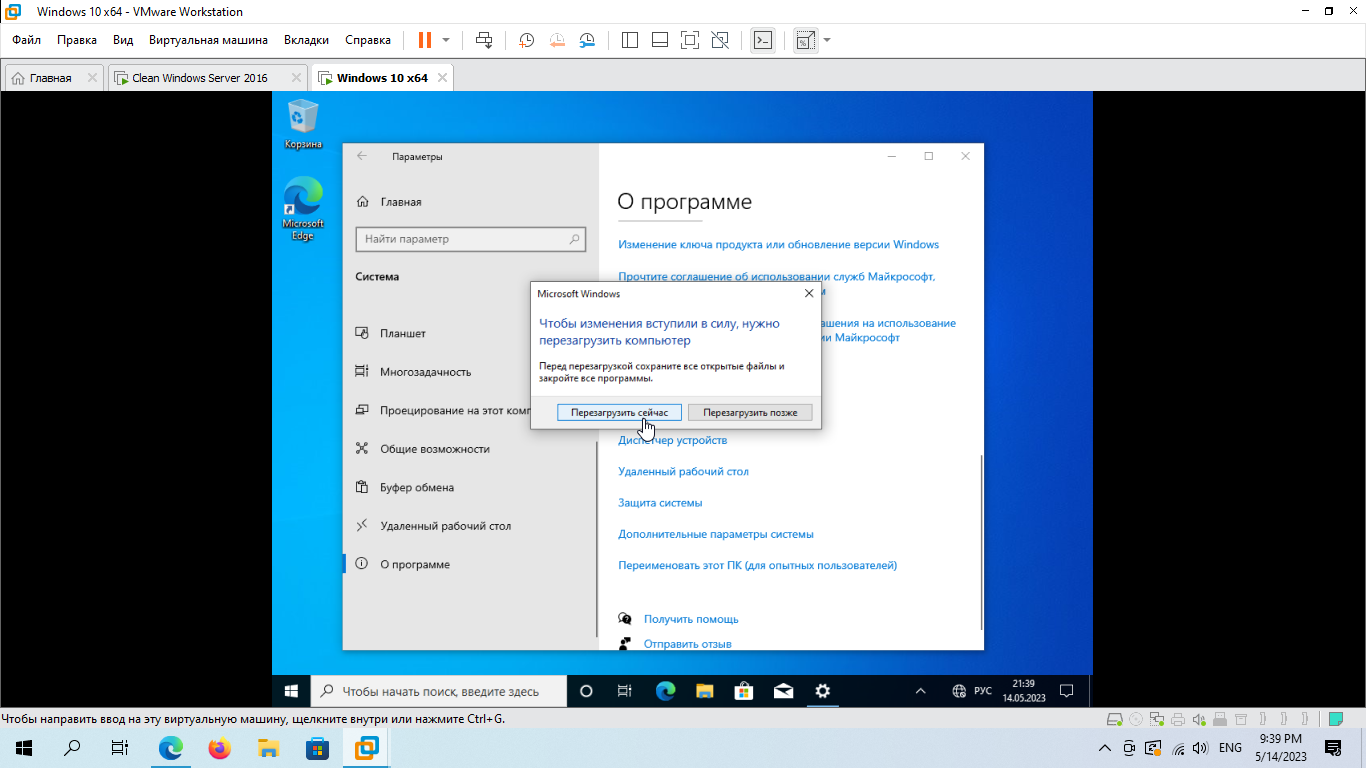 Windows 10 x64 - VMware Workstation
Файл Правка Вид Виртуальная машина Вкладки Справка
Главная
Clean Windows Server 2016
Windows 10 x64
Корзина
Microsoft
Edge
Параметры
Главная
Найти параметр
Система
Планшет
Многозадачность
Проецирование на этот комп
Общие возможности
Буфер обмена
Удаленный рабочий стол
О программе
О программе
Изменение ключа продукта или обновление версии Windows
Прочтите соглашение об использовании служб Майкрософт,
м
ашения на использование
ии Майкрософт
Microsoft Windows
Чтобы изменения вступили в силу, нужно
перезагрузить компьютер
Перед перезагрузкой сохраните все открытые файлы и
закройте все программы.
Перезагрузить сейчас
Перезагрузить позже
Диспетчер устройств
Удаленный рабочий стол
Защита системы
Дополнительные параметры системы
Переименовать этот ПК (для опытных пользователей)
Получить помощь
Отправить отзыв
Чтобы начать поиск, введите здесь
РУС
21:39
14.05.2023
Чтобы направить ввод на эту виртуальную машину, щелкните внутри или нажмите Ctrl+G.
ENG
9:39 PM
5/14/2023